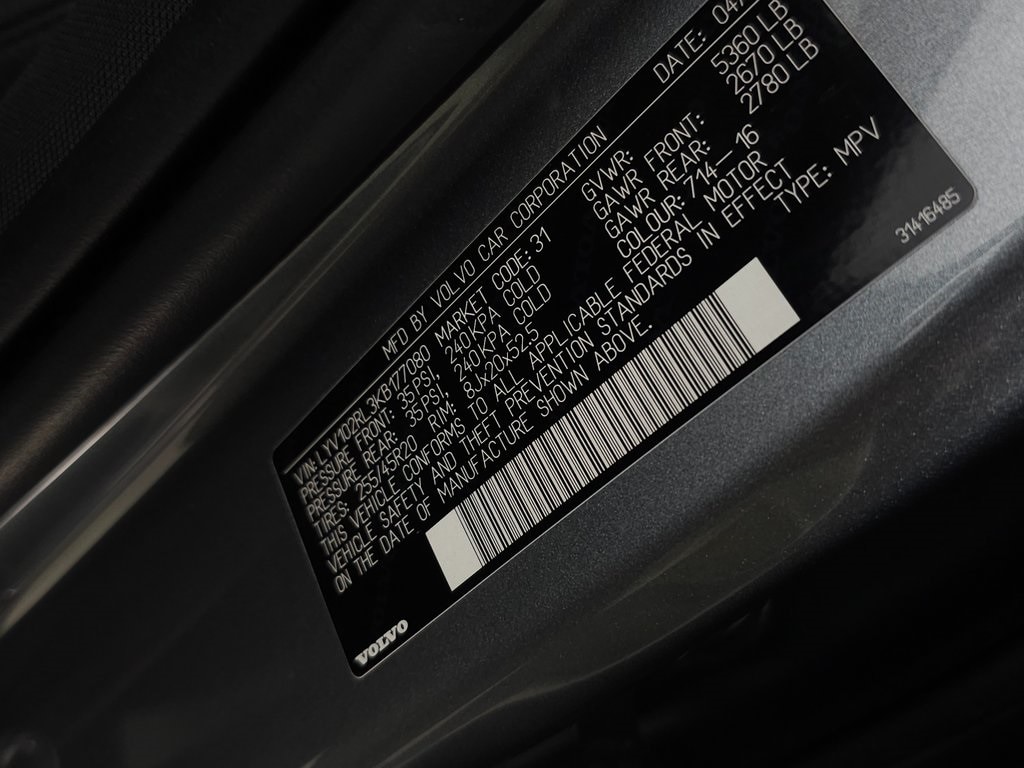 MFD BY VOLVO CAR CORPORATION DATE: 04/
VIN: LYV102RL3KB177080 MARKET CODE: 31 GVWR: 5360 LB
PRESSURE FRONT: 35PSI, 240KPA COLD GAWR FRONT: 2670 LB
PRESSURE REAR: 35PSI, 240KPA COLD GAWR REAR: 2780 LB
TIRES: 255/45R20 RIM: 8Jx20x52.5 COLOUR: 714-16
THIS VEHICLE CONFORMS TO ALL APPLICABLE FEDERAL MOTOR
VEHICLE SAFETY AND THEFT PREVENTION STANDARDS IN EFFECT
ON THE DATE OF MANUFACTURE SHOWN ABOVE. TYPE: MPV
VOLVO
31416485